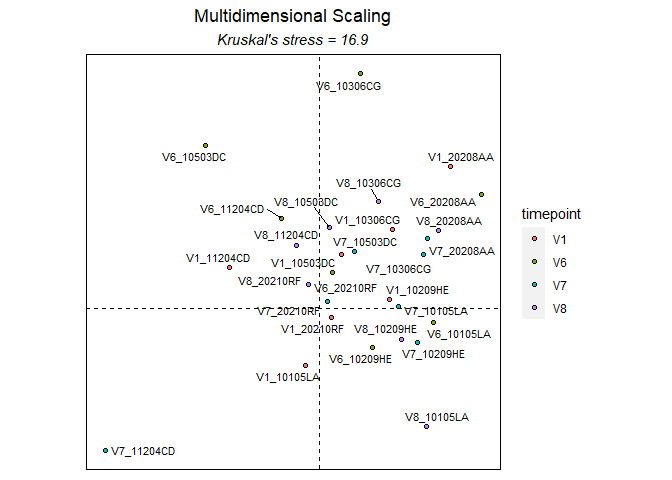 Multidimensional Scaling
Kruskal's stress = 16.9
V6_10306CG
V6_10503DC
V1_20208AA
V8_10306CG
V8_10503DC
V6_20208AA
V6_11204CD
V1_10306CG
V8_20208AA
V8_11204CD
V7_10503DC
V7_20208AA
V1_11204CD
V1_10503DC
V7_10306CG
V8_20210RF
V6_20210RF
V1_10209HE
V7_20210RF
V7_10105LA
V1_20210RF
V8_10209HE
V6_10105LA
V6_10209HE
V7_10209HE
V1_10105LA
V8_10105LA
V7_11204CD
timepoint
V1
V6
V7
V8